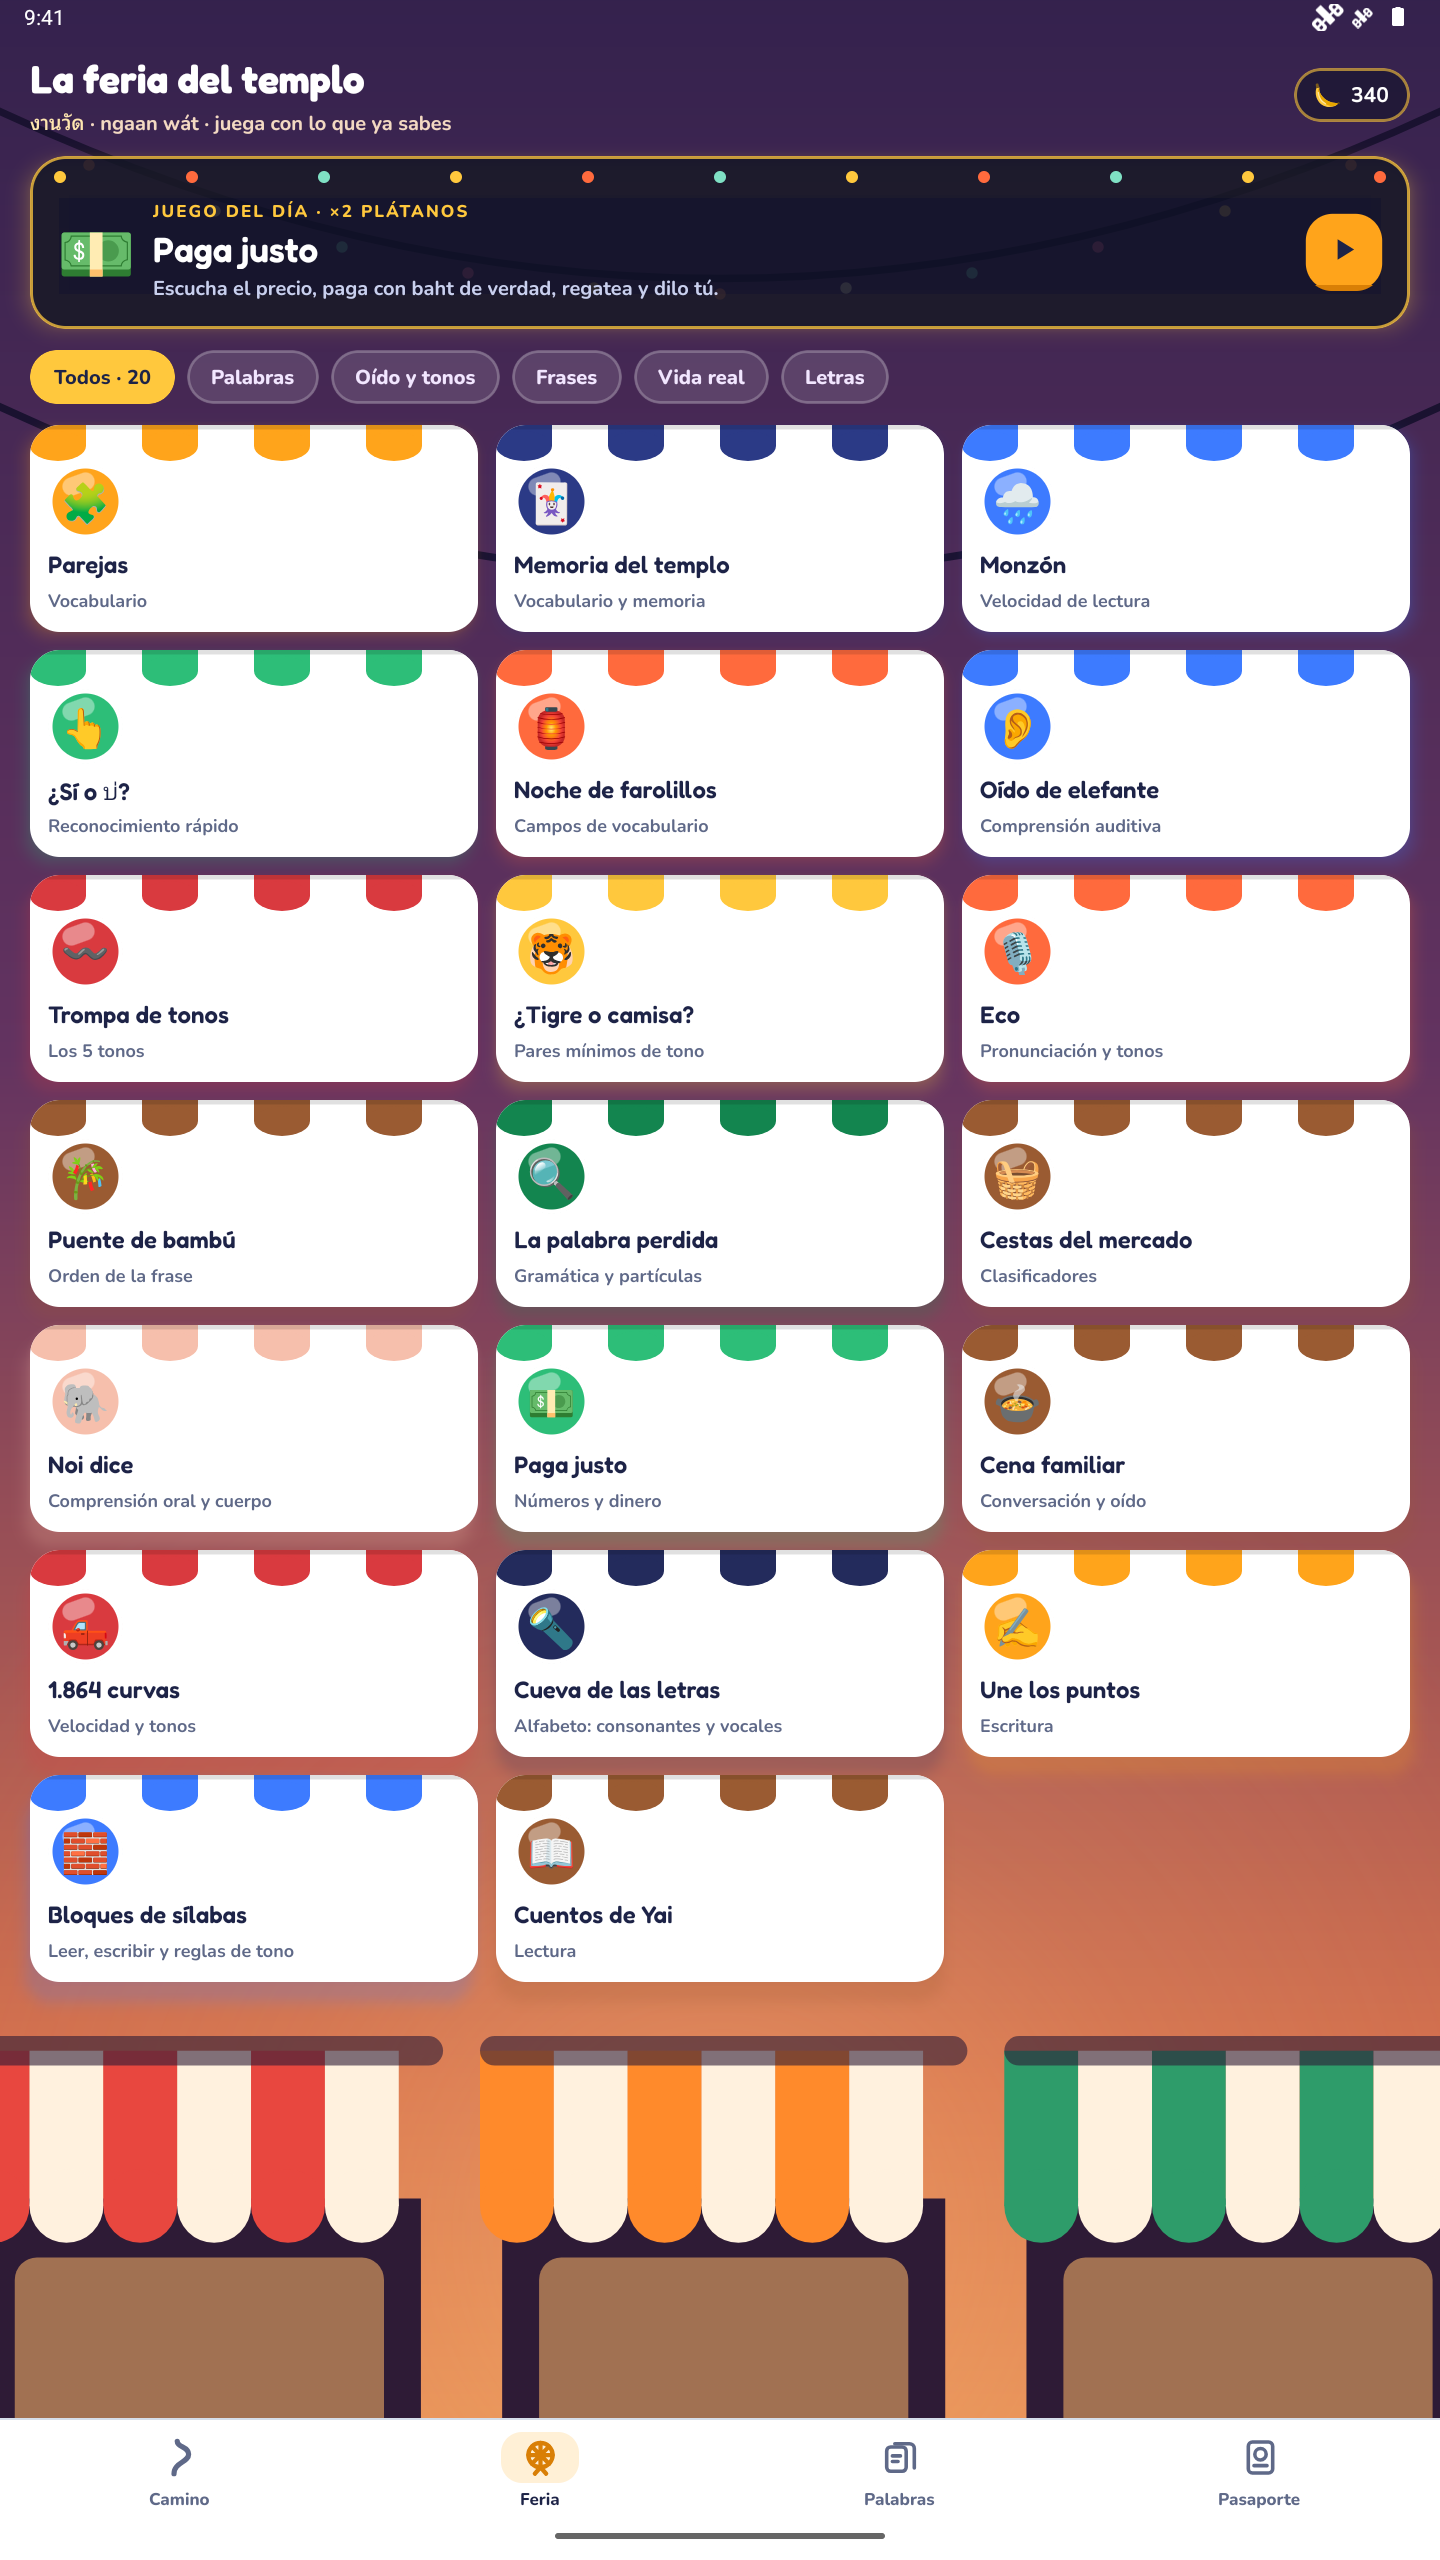 9:41
La feria del templo
งานวัด · ngaan wát · juega con lo que ya sabes
340
JUEGO DEL DÍA · ×2 PLÁTANOS
Paga justo
Escucha el precio, paga con baht de verdad, regatea y dilo tú.
Todos · 20
Palabras
Oído y tonos
Frases
Vida real
Letras
Parejas
Vocabulario
Memoria del templo
Vocabulario y memoria
Monzón
Velocidad de lectura
¿Sí o บ่?
Reconocimiento rápido
Noche de farolillos
Campos de vocabulario
Oído de elefante
Comprensión auditiva
Trompa de tonos
Los 5 tonos
¿Tigre o camisa?
Pares mínimos de tono
Eco
Pronunciación y tonos
Puente de bambú
Orden de la frase
La palabra perdida
Gramática y partículas
Cestas del mercado
Clasificadores
Noi dice
Comprensión oral y cuerpo
Paga justo
Números y dinero
Cena familiar
Conversación y oído
1.864 curvas
Velocidad y tonos
Cueva de las letras
Alfabeto: consonantes y vocales
Une los puntos
Escritura
Bloques de sílabas
Leer, escribir y reglas de tono
Cuentos de Yai
Lectura
Camino
Feria
Palabras
Pasaporte